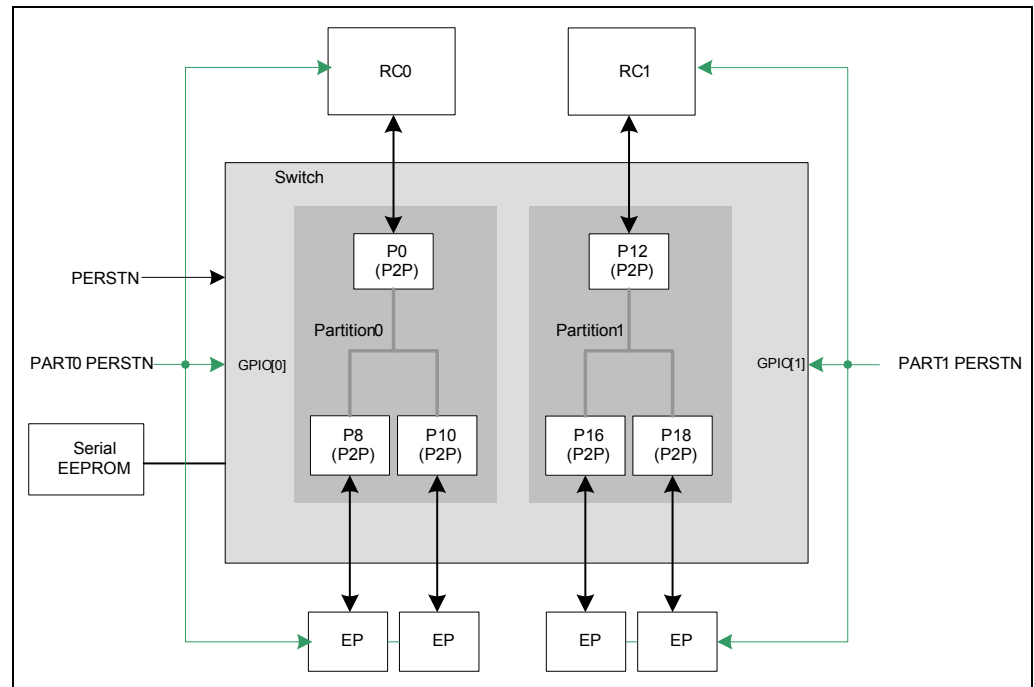 RC0
RC1
Switch
P0
(P2P)
P12
(P2P)
PERSTN
Partition0
Partition1
PART0 PERSTN
GPIO[0]
GPIO[1]
PART1 PERSTN
P8
(P2P)
P10
(P2P)
P16
(P2P)
P18
(P2P)
Serial
EEPROM
EP
EP
EP
EP